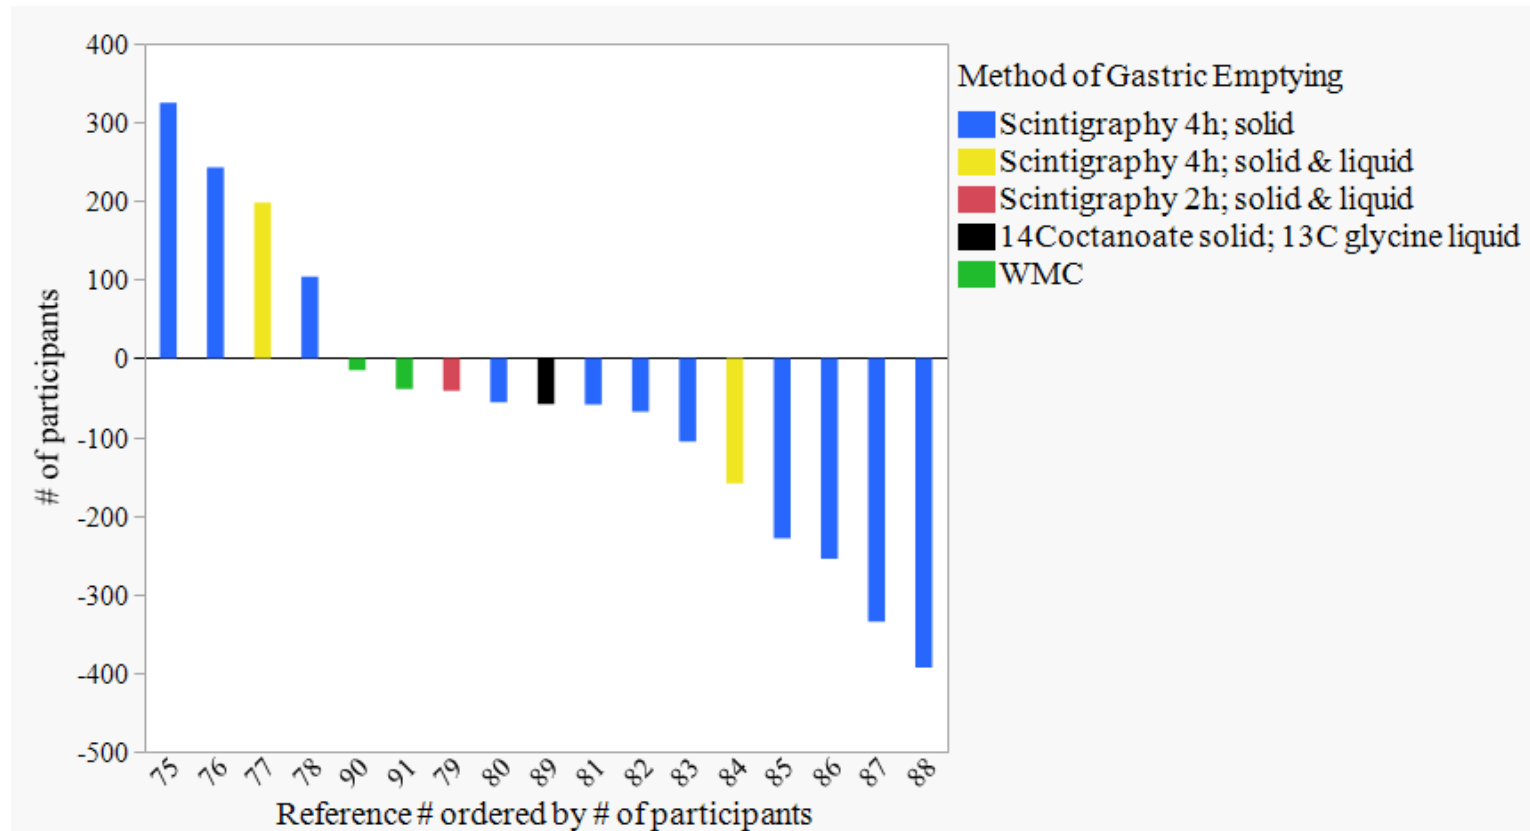 400
300
200
100
0
-100
-200
-300
-400
-500
# of participants
75 76 77 78 90 91 79 80 89 81 82 83 84 85 86 87 88
Reference # ordered by # of participants
Method of Gastric Emptying
Scintigraphy 4h; solid
Scintigraphy 4h; solid & liquid
Scintigraphy 2h; solid & liquid
14Coctanoate solid; 13C glycine liquid
WMC